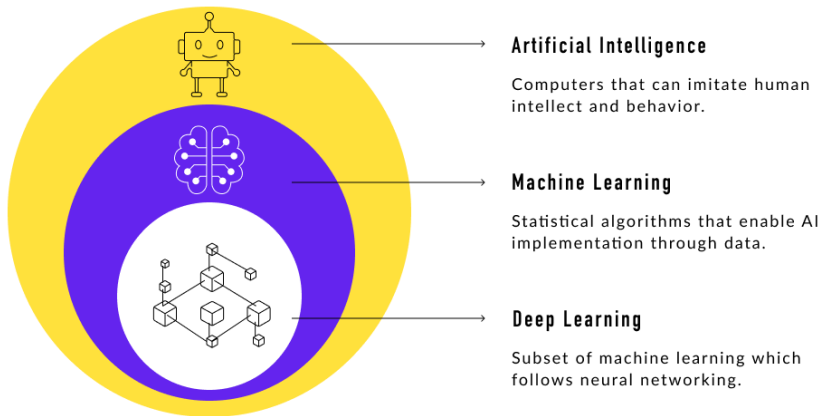 Artificial Intelligence
Computers that can imitate human
intellect and behavior.
Machine Learning
Statistical algorithms that enable AI
implementation through data.
Deep Learning
Subset of machine learning which
follows neural networking.